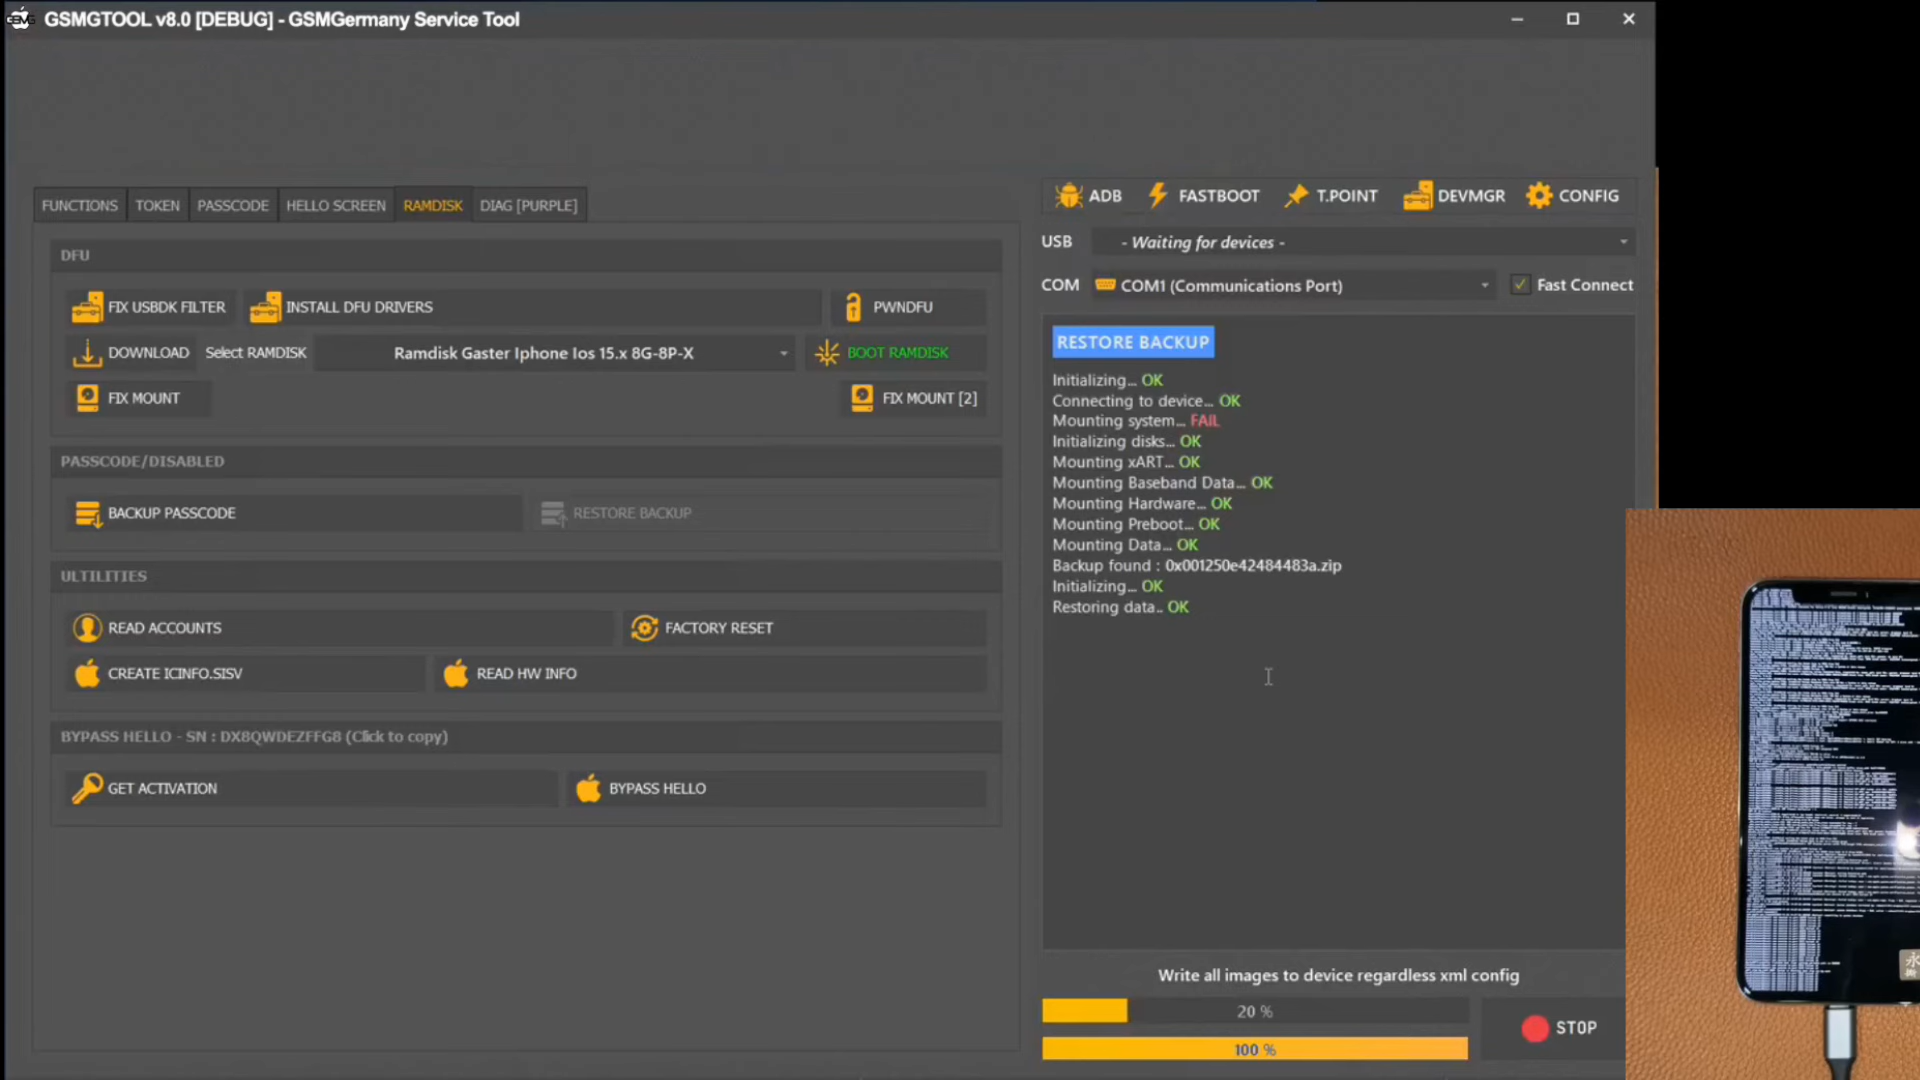 GSMGTOOL v8.0 [DEBUG] - GSMGermany Service Tool
FUNCTIONS
TOKEN
PASSCODE
HELLO SCREEN
RAMDISK
DIAG [PURPLE]
DFU
FIX USBDK FILTER
INSTALL DFU DRIVERS
PWNDFU
DOWNLOAD
Select RAMDISK
Ramdisk Gaster Iphone Ios 15.x 8G-8P-X
BOOT RAMDISK
FIX MOUNT
FIX MOUNT [2]
PASSCODE/DISABLED
BACKUP PASSCODE
RESTORE BACKUP
ULTILITIES
READ ACCOUNTS
FACTORY RESET
CREATE ICINFO.SISV
READ HW INFO
BYPASS HELLO - SN : DX8QWDEZFFG8 (Click to copy)
GET ACTIVATION
BYPASS HELLO
ADB
FASTBOOT
T.POINT
DEVMGR
CONFIG
USB
- Waiting for devices -
COM
COM1 (Communications Port)
Fast Connect
RESTORE BACKUP
Initializing... OK
Connecting to device... OK
Mounting system... FAIL
Initializing disks... OK
Mounting xART... OK
Mounting Baseband Data... OK
Mounting Hardware... OK
Mounting Preboot... OK
Mounting Data... OK
Backup found : 0x001250e42484483a.zip
Initializing... OK
Restoring data.. OK
Write all images to device regardless xml config
20 %
100 %
STOP